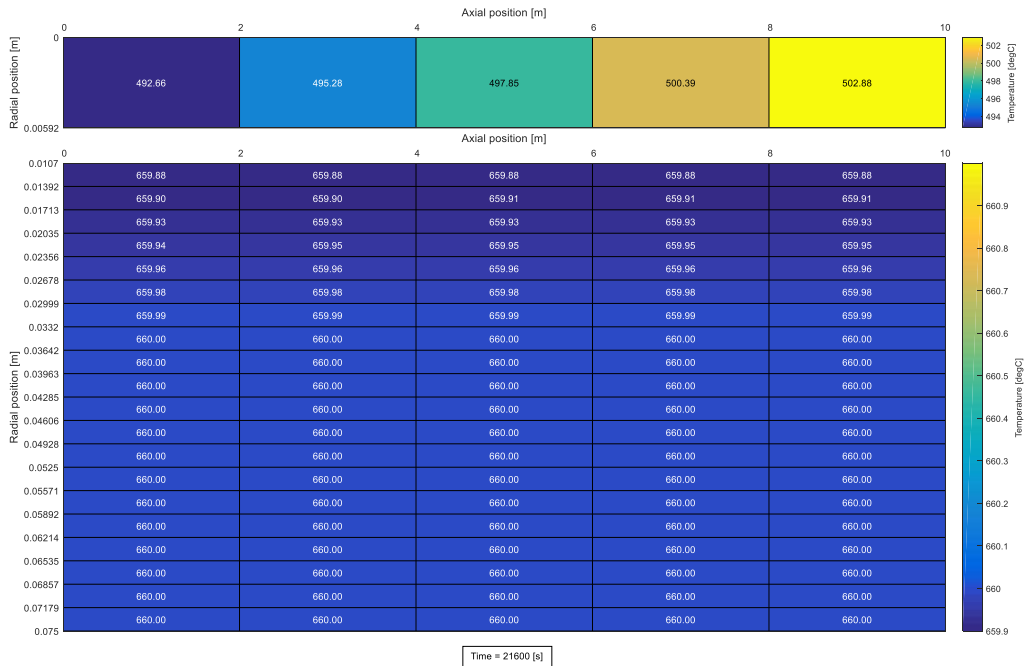 Axial position [m]
0 2 4 6 8 10
Radial position [m]
0
0.00592
492.66 495.28 497.85 500.39 502.88
502
500
498
496
494
Temperature [degC]
Axial position [m]
0 2 4 6 8 10
Radial position [m]
0.0107
659.88 659.88 659.88 659.88 659.88
0.01392
659.90 659.90 659.91 659.91 659.91
0.01713
659.93 659.93 659.93 659.93 659.93
0.02035
659.94 659.95 659.95 659.95 659.95
0.02356
659.96 659.96 659.96 659.96 659.96
0.02678
659.98 659.98 659.98 659.98 659.98
0.02999
659.99 659.99 659.99 659.99 659.99
0.0332
660.00 660.00 660.00 660.00 660.00
0.03642
660.00 660.00 660.00 660.00 660.00
0.03963
660.00 660.00 660.00 660.00 660.00
0.04285
660.00 660.00 660.00 660.00 660.00
0.04606
660.00 660.00 660.00 660.00 660.00
0.04928
660.00 660.00 660.00 660.00 660.00
0.0525
660.00 660.00 660.00 660.00 660.00
0.05571
660.00 660.00 660.00 660.00 660.00
0.05892
660.00 660.00 660.00 660.00 660.00
0.06214
660.00 660.00 660.00 660.00 660.00
0.06535
660.00 660.00 660.00 660.00 660.00
0.06857
660.00 660.00 660.00 660.00 660.00
0.07179
660.00 660.00 660.00 660.00 660.00
0.075
660.9
660.8
660.7
660.6
660.5
660.4
660.3
660.2
660.1
660
659.9
Temperature [degC]
Time = 21600 [s]